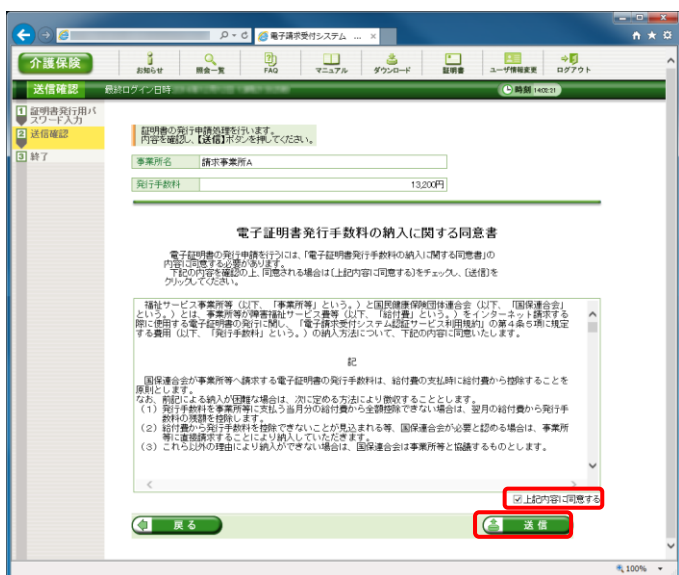 電子請求受付システム ...
介護保険
お知らせ
照会一覧
FAQ
マニュアル
ダウンロード
証明書
ユーザ情報変更
ログアウト
送信確認
最終ログイン日時
時刻
1 証明書発行用パスワード入力
2 送信確認
3 終了
証明書の発行申請処理を行います。
内容を確認し、【送信】ボタンを押してください。
事業所名 請求事業所A
発行手数料 13,200円
電子証明書発行手数料の納入に関する同意書
電子証明書の発行申請を行うには、「電子証明書発行手数料の納入に関する同意書」の
内容に同意する必要があります。
下記の内容を確認の上、同意される場合は[上記内容に同意する]をチェックし、[送信]を
クリックしてください。
福祉サービス事業所等（以下、「事業所等」という。）と国民健康保険団体連合会（以下、「国保連合会」
という。）とは、事業所等が障害福祉サービス費等（以下、「給付費」という。）をインターネット請求する
際に使用する電子証明書の発行に関し、「電子請求受付システム認証サービス利用規約」の第４条５項に規定
する費用（以下、「発行手数料」という。）の納入方法について、下記の内容に同意いたします。
記
国保連合会が事業所等へ請求する電子証明書の発行手数料は、給付費の支払時に給付費から控除することを
原則とします。
なお、前記による納入が困難な場合は、次に定める方法により徴収することとします。
（１）発行手数料を事業所等に支払う当月分の給付費から全額控除できない場合は、翌月の給付費から発行手
数料の残額を控除します。
（２）給付費から発行手数料を控除できないことが見込まれる等、国保連合会が必要と認める場合は、事業所
等に直接請求することにより納入していただきます。
（３）これら以外の理由により納入ができない場合は、国保連合会は事業所等と協議するものとします。
上記内容に同意する
戻る
送信
100%